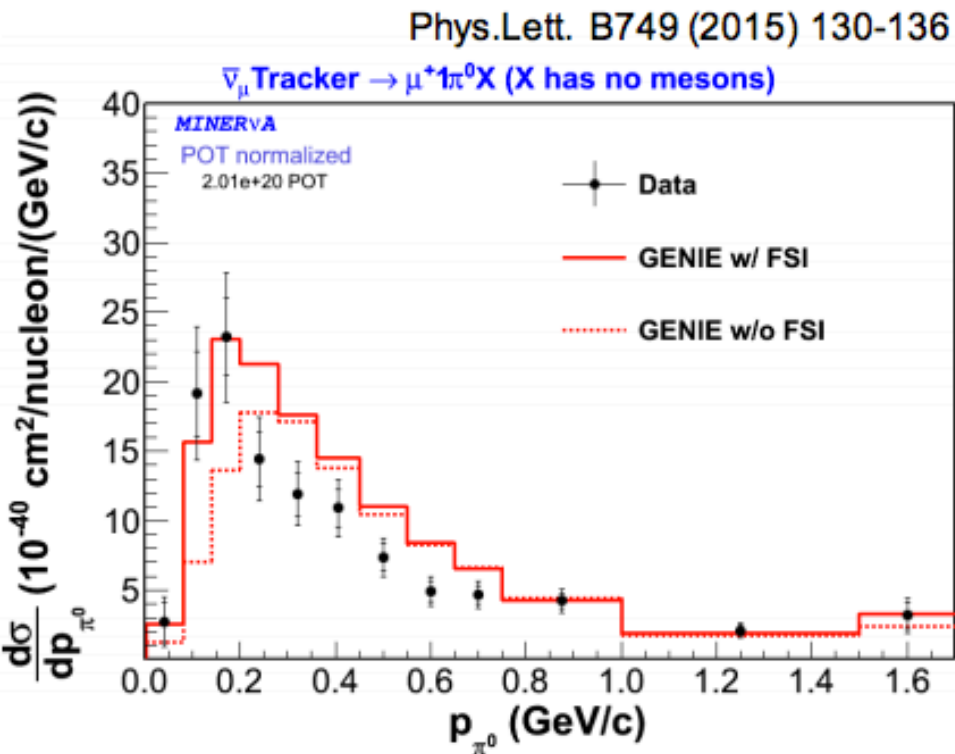 Phys.Lett. B749 (2015) 130-136
ν̅μ Tracker → μ⁺1π⁰X (X has no mesons)
MINERνA
POT normalized
2.01e+20 POT
Data
GENIE w/ FSI
GENIE w/o FSI
dσ/dpπ⁰ (10⁻⁴⁰ cm²/nucleon/(GeV/c))
40
35
30
25
20
15
10
5
0.0 0.2 0.4 0.6 0.8 1.0 1.2 1.4 1.6
pπ⁰ (GeV/c)